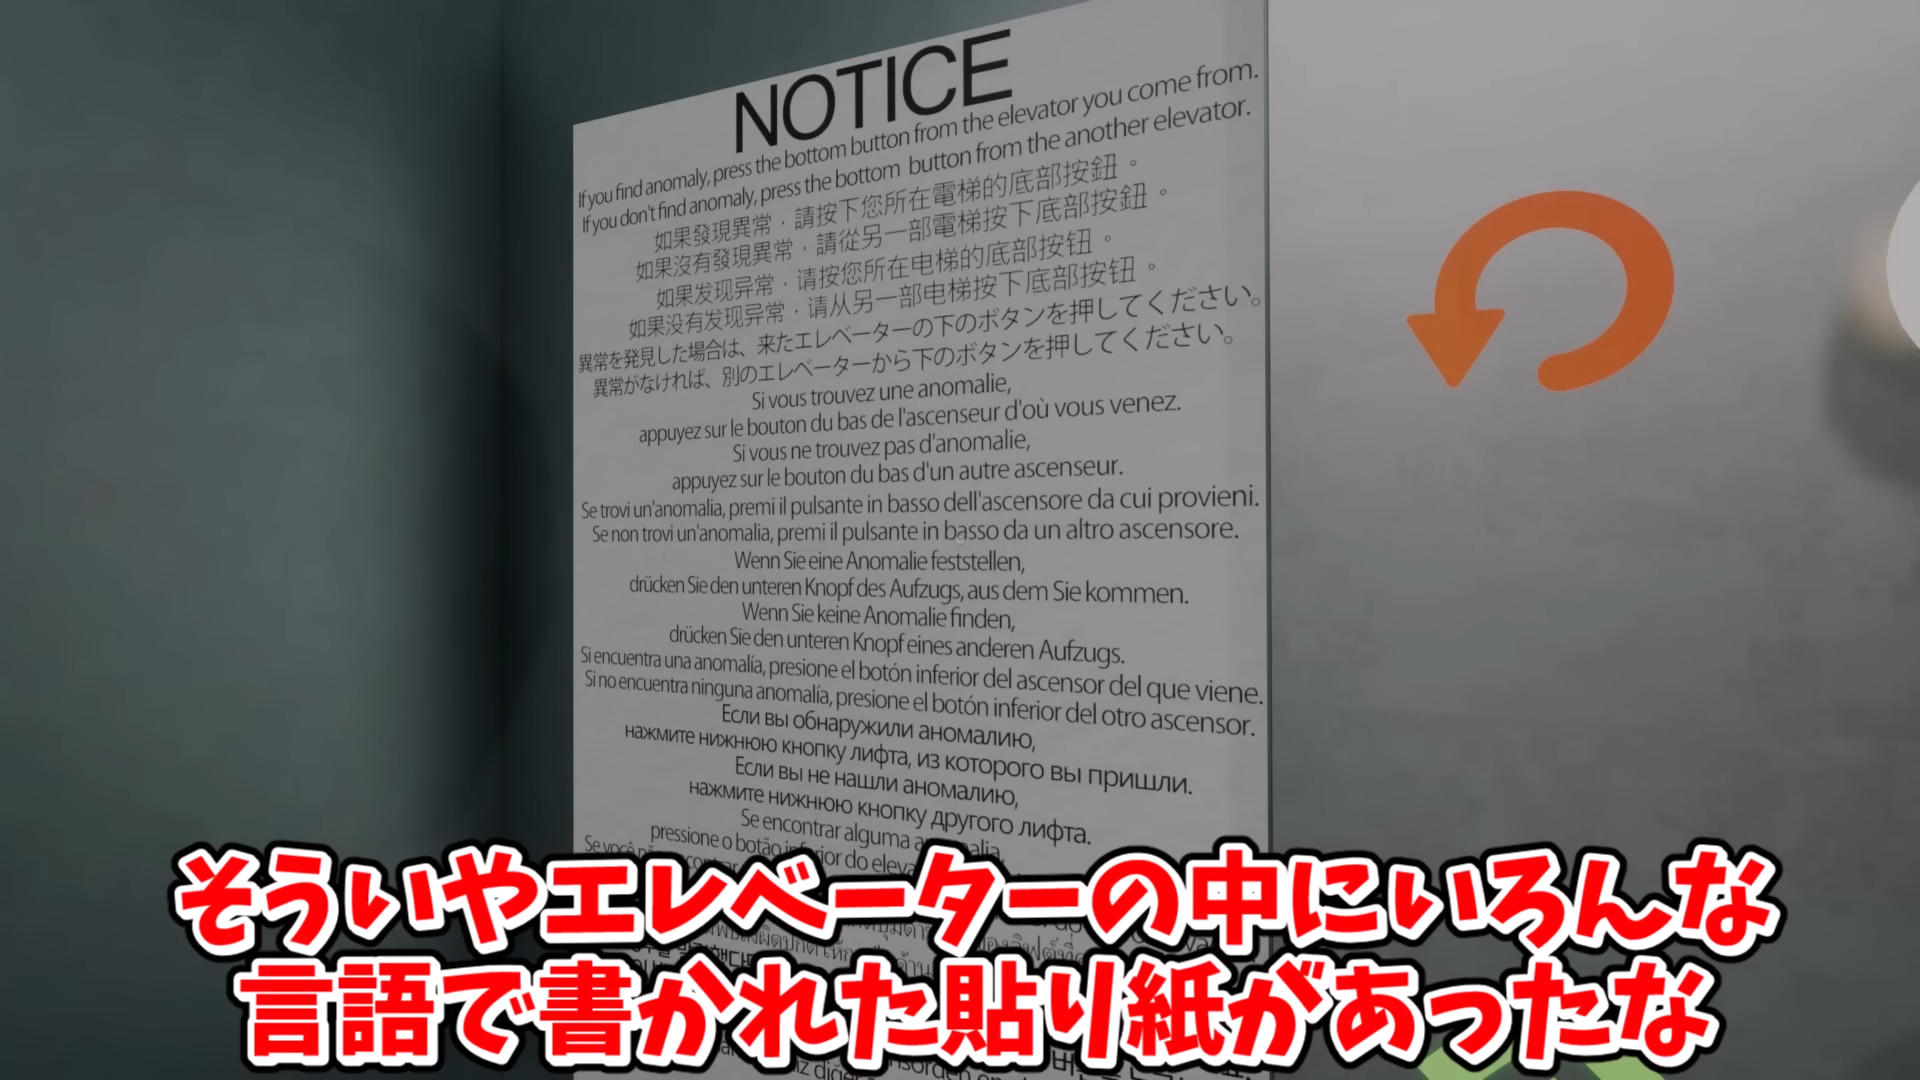 NOTICE
If you find anomaly, press the bottom button from the elevator you come from.
If you don't find anomaly, press the bottom button from the another elevator.
如果發現異常，請按下您所在電梯的底部按鈕。
如果沒有發現異常，請從另一部電梯按下底部按鈕。
如果发现异常，请按您所在电梯的底部按钮。
如果没有发现异常，请从另一部电梯按下底部按钮。
異常を発見した場合は、来たエレベーターの下のボタンを押してください。
異常がなければ、別のエレベーターから下のボタンを押してください。
Si vous trouvez une anomalie,
appuyez sur le bouton du bas de l'ascenseur d'où vous venez.
Si vous ne trouvez pas d'anomalie,
appuyez sur le bouton du bas d'un autre ascenseur.
Se trovi un'anomalia, premi il pulsante in basso dell'ascensore da cui provieni.
Se non trovi un'anomalia, premi il pulsante in basso da un altro ascensore.
Wenn Sie eine Anomalie feststellen,
drücken Sie den unteren Knopf des Aufzugs, aus dem Sie kommen.
Wenn Sie keine Anomalie finden,
drücken Sie den unteren Knopf eines anderen Aufzugs.
Si encuentra una anomalía, presione el botón inferior del ascensor del que viene.
Si no encuentra ninguna anomalía, presione el botón inferior del otro ascensor.
Если вы обнаружили аномалию,
нажмите нижнюю кнопку лифта, из которого вы пришли.
Если вы не нашли аномалию,
нажмите нижнюю кнопку другого лифта.
Se encontrar alguma
pressione o botão do
Se você
そういやエレベーターの中にいろんな
言語で書かれた貼り紙があったな